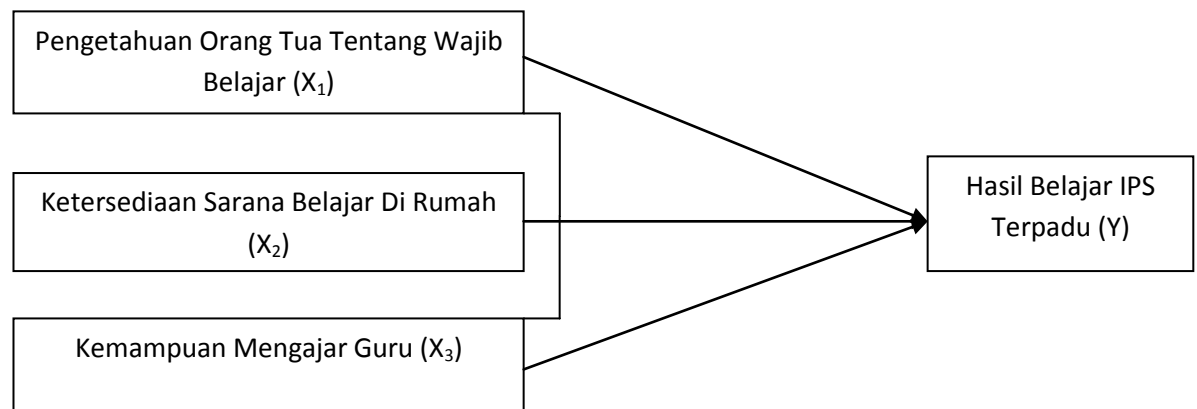 Pengetahuan Orang Tua Tentang Wajib
Belajar (X₁)
Ketersediaan Sarana Belajar Di Rumah
(X₂)
Kemampuan Mengajar Guru (X₃)
Hasil Belajar IPS
Terpadu (Y)